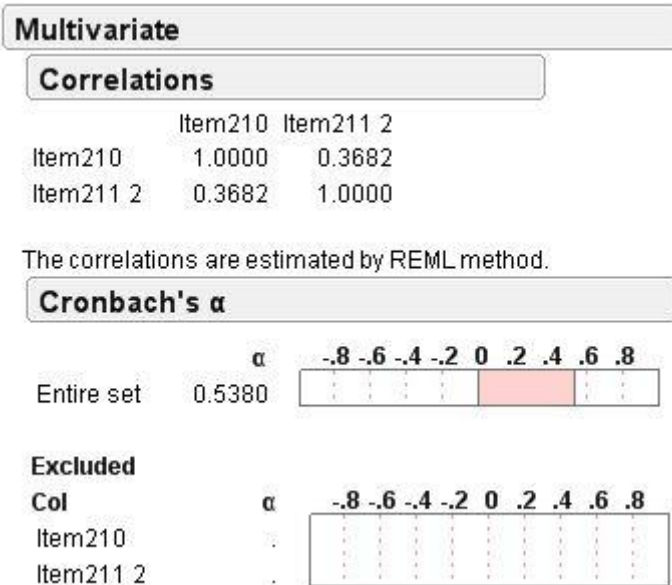 Multivariate
Correlations
Item210 Item211 2
Item210 1.0000 0.3682
Item211 2 0.3682 1.0000
The correlations are estimated by REML method.
Cronbach's α
α -.8 -.6 -.4 -.2 0 .2 .4 .6 .8
Entire set 0.5380
Excluded
Col α -.8 -.6 -.4 -.2 0 .2 .4 .6 .8
Item210 .
Item211 2 .